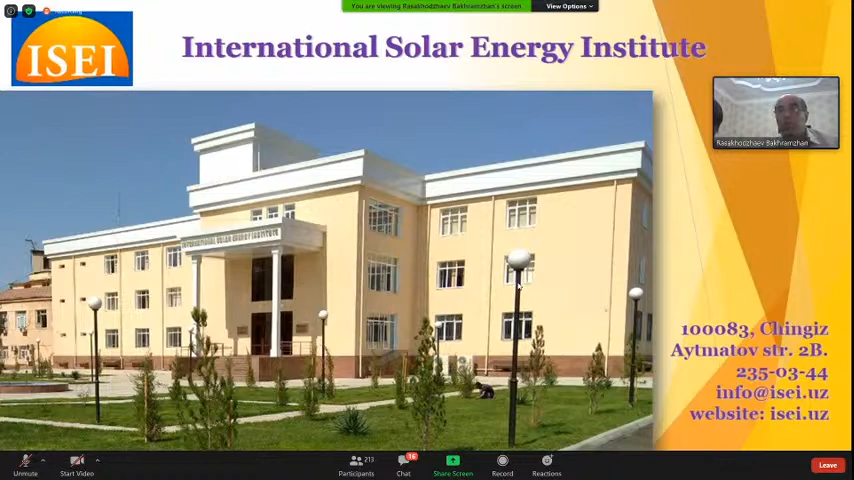 You are viewing Rasakhodzhaev Bakhramzhan's screen
View Options
Recording
ISEI
International Solar Energy Institute
Rasakhodzhaev Bakhramzhan
INTERNATIONAL SOLAR ENERGY INSTITUTE
100083, Chingiz
Aytmatov str. 2B.
235-03-44
info@isei.uz
website: isei.uz
Unmute
Start Video
213
Participants
16
Chat
Share Screen
Record
Reactions
Leave